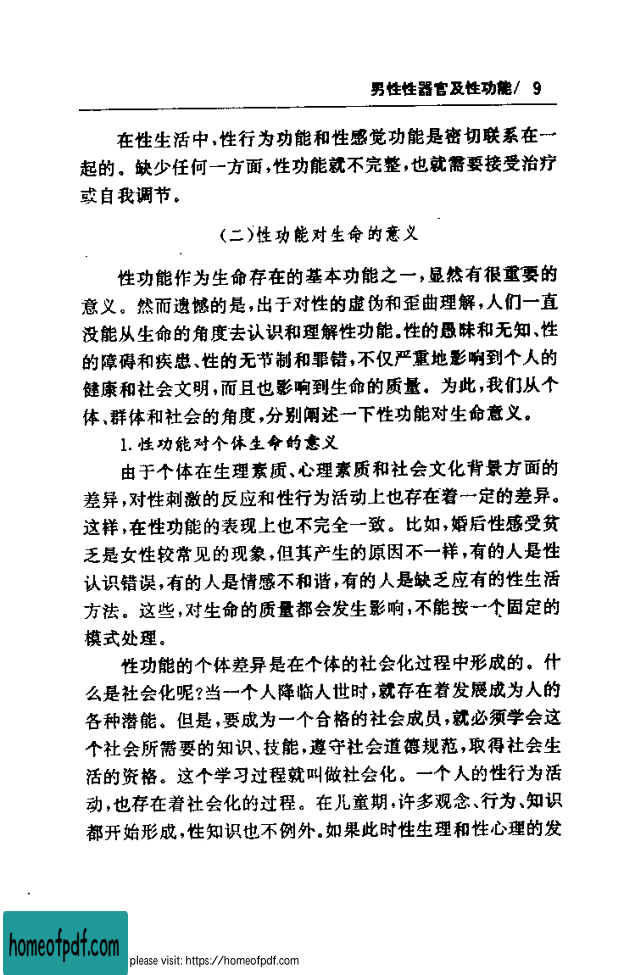 男性性器官及性功能/ 9
在性生活中,性行为功能和性感觉功能是密切联系在一
起的。缺少任何一方面,性功能就不完整,也就需要接受治疗
或自我调节。
(二)性功能对生命的意义
性功能作为生命存在的基本功能之一,显然有很重要的
意义。然而遗憾的是,出于对性的虚伪和歪曲理解,人们一直
没能从生命的角度去认识和理解性功能。性的愚昧和无知、性
的障碍和疾患、性的无节制和罪错,不仅严重地影响到个人的
健康和社会文明,而且也影响到生命的质量。为此,我们从个
体、群体和社会的角度,分别阐述一下性功能对生命意义。
1. 性功能对个体生命的意义
由于个体在生理素质、心理素质和社会文化背景方面的
差异,对性刺激的反应和性行为活动上也存在着一定的差异。
这样,在性功能的表现上也不完全一致。比如,婚后性感受贫
乏是女性较常见的现象,但其产生的原因不一样,有的人是性
认识错误,有的人是情感不和谐,有的人是缺乏应有的性生活
方法。这些,对生命的质量都会发生影响,不能按一个固定的
模式处理。
性功能的个体差异是在个体的社会化过程中形成的。什
么是社会化呢?当一个人降临人世时,就存在着发展成为人的
各种潜能。但是,要成为一个合格的社会成员,就必须学会这
个社会所需要的知识、技能,遵守社会道德规范,取得社会生
活的资格。这个学习过程就叫做社会化。一个人的性行为活
动,也存在着社会化的过程。在儿童期,许多观念、行为、知识
都开始形成,性知识也不例外。如果此时性生理和性心理的发
homeofpdf.com
please visit: https://homeofpdf.com